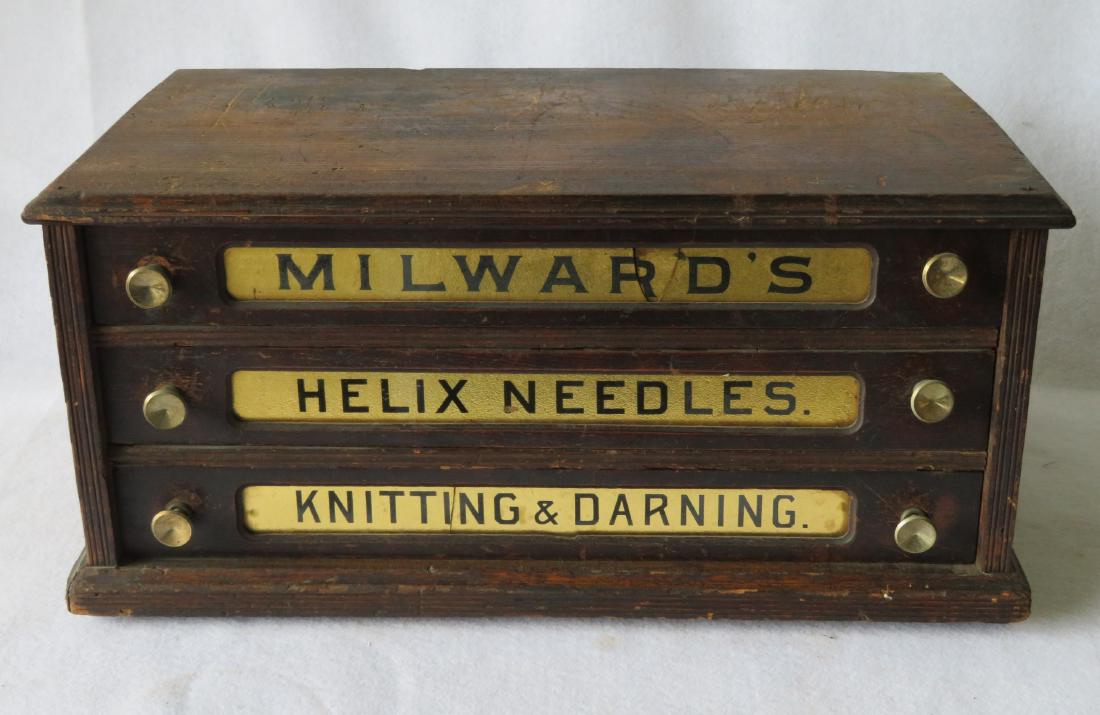 MILWARD'S
HELIX NEEDLES.
KNITTING & DARNING.